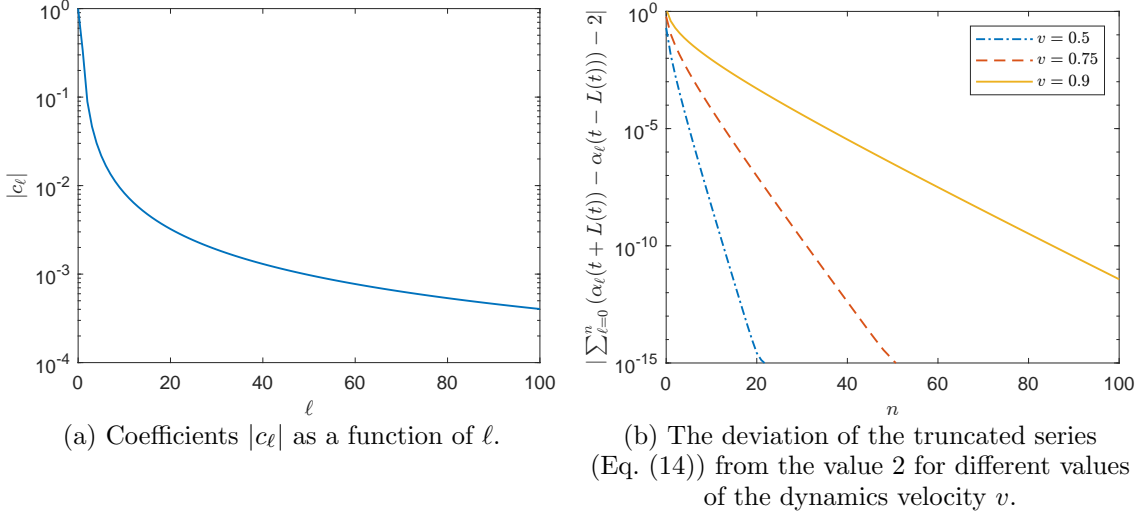 10^0
10^{-1}
10^{-2}
10^{-3}
10^{-4}
|c_ℓ|
0 20 40 60 80 100
ℓ
(a) Coefficients |c_ℓ| as a function of ℓ.
10^0
10^{-5}
10^{-10}
10^{-15}
| ∑_{ℓ=0}^{n} (α_ℓ(t + L(t)) − α_ℓ(t − L(t))) − 2|
v = 0.5
v = 0.75
v = 0.9
0 20 40 60 80 100
n
(b) The deviation of the truncated series
(Eq. (14)) from the value 2 for different values
of the dynamics velocity v.